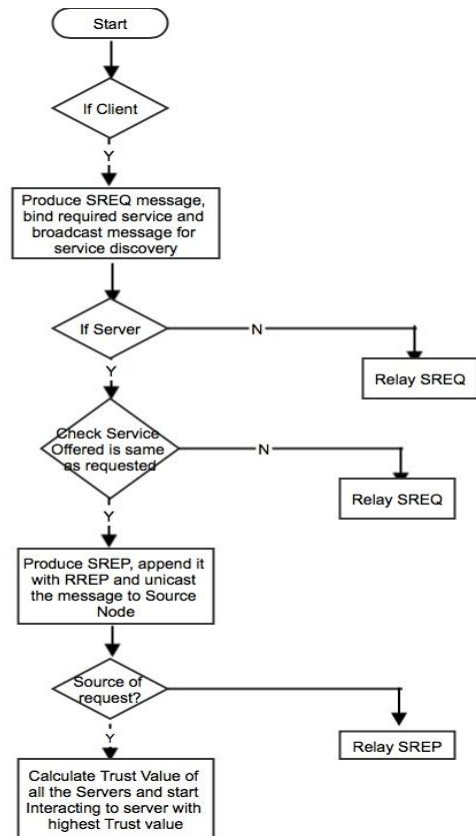 Start
If Client
Y
Produce SREQ message,
bind required service and
broadcast message for
service discovery
If Server
N
Y
Relay SREQ
Check Service
Offered is same
as requested
N
Y
Relay SREQ
Produce SREP, append it
with RREP and unicast
the message to Source
Node
Source of
request?
Y
Relay SREP
Calculate Trust Value of
all the Servers and start
Interacting to server with
highest Trust value